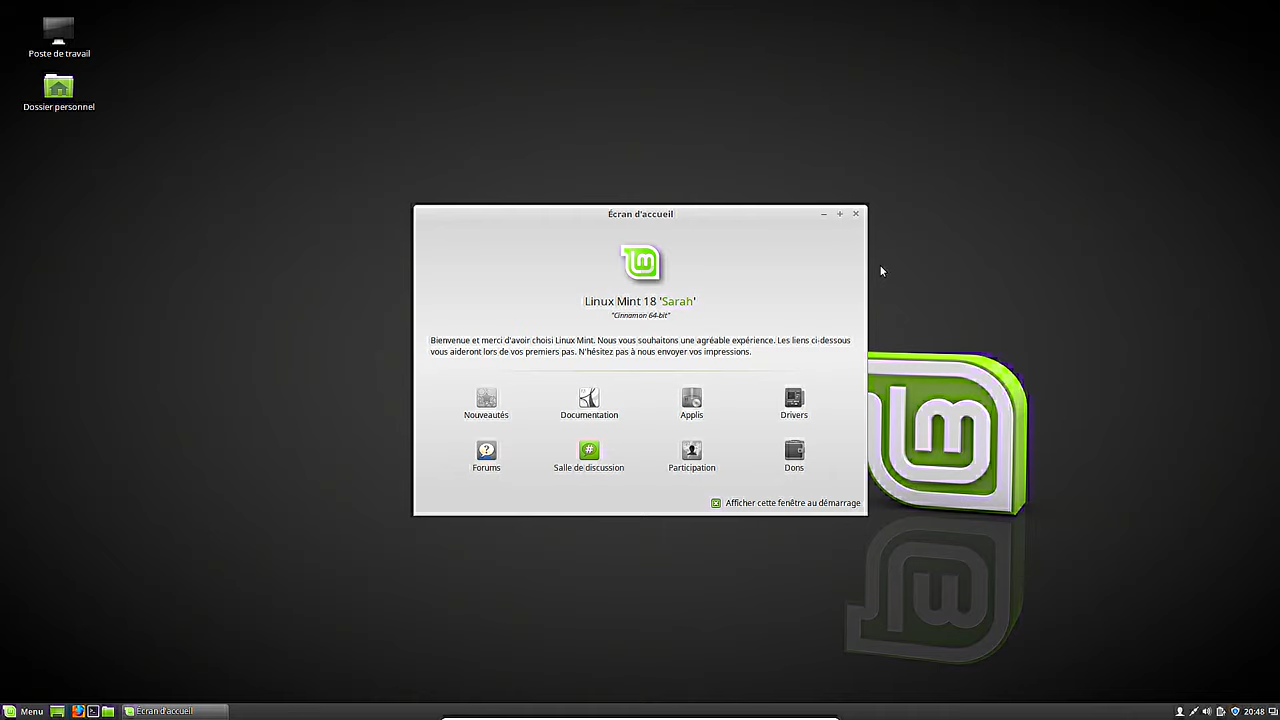 Poste de travail
Dossier personnel
Écran d'accueil
Linux Mint 18 'Sarah'
"Cinnamon 64-bit"
Bienvenue et merci d'avoir choisi Linux Mint. Nous vous souhaitons une agréable expérience. Les liens ci-dessous
vous aideront lors de vos premiers pas. N'hésitez pas à nous envoyer vos impressions.
Nouveautés Documentation Applis Drivers
Forums Salle de discussion Participation Dons
Afficher cette fenêtre au démarrage
Menu Écran d'accueil 20:48